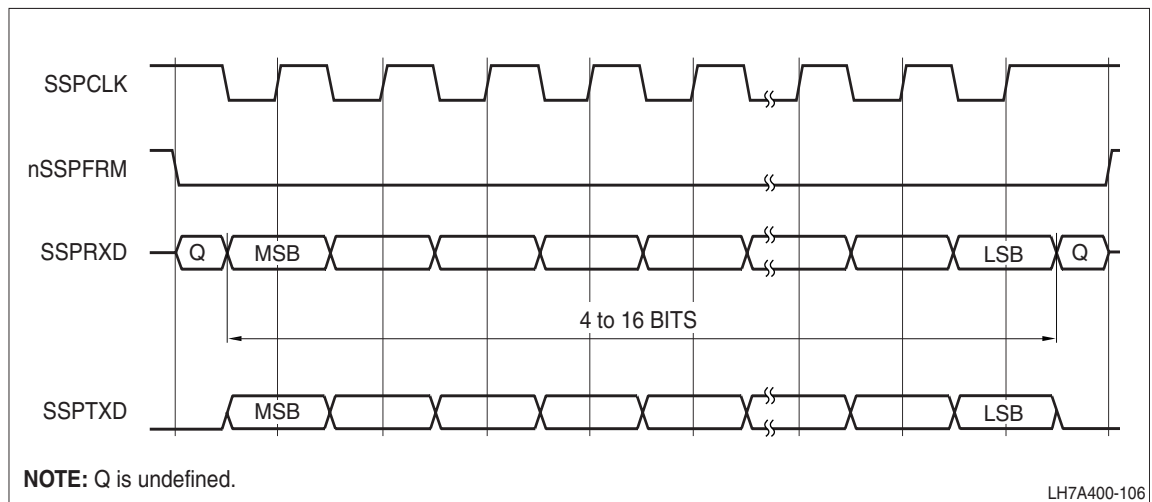 SSPCLK
nSSPFRM
SSPRXD Q MSB LSB Q
4 to 16 BITS
SSPTXD MSB LSB
NOTE: Q is undefined.
LH7A400-106